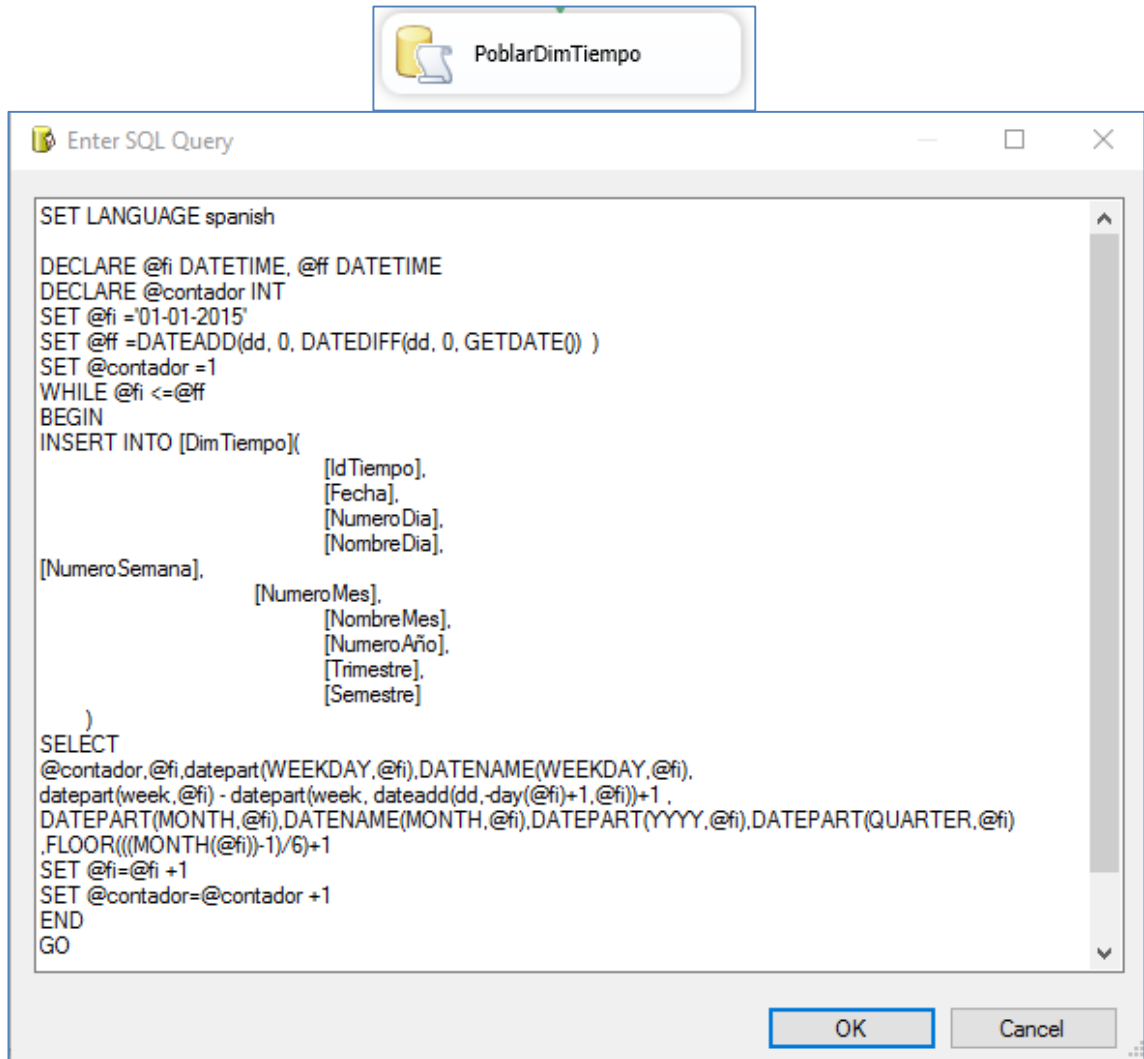 PoblarDimTiempo
Enter SQL Query
SET LANGUAGE spanish
DECLARE @fi DATETIME, @ff DATETIME
DECLARE @contador INT
SET @fi ='01-01-2015'
SET @ff =DATEADD(dd, 0, DATEDIFF(dd, 0, GETDATE()) )
SET @contador =1
WHILE @fi <=@ff
BEGIN
INSERT INTO [DimTiempo](
[IdTiempo],
[Fecha],
[NumeroDia],
[NombreDia],
[NumeroSemana],
[NumeroMes],
[NombreMes],
[NumeroAño],
[Trimestre],
[Semestre]
)
SELECT
@contador,@fi,datepart(WEEKDAY,@fi),DATENAME(WEEKDAY,@fi),
datepart(week,@fi) - datepart(week, dateadd(dd,-day(@fi)+1,@fi))+1 ,
DATEPART(MONTH,@fi),DATENAME(MONTH,@fi),DATEPART(YYYY,@fi),DATEPART(QUARTER,@fi)
,FLOOR(((MONTH(@fi))-1)/6)+1
SET @fi=@fi +1
SET @contador=@contador +1
END
GO
OK Cancel